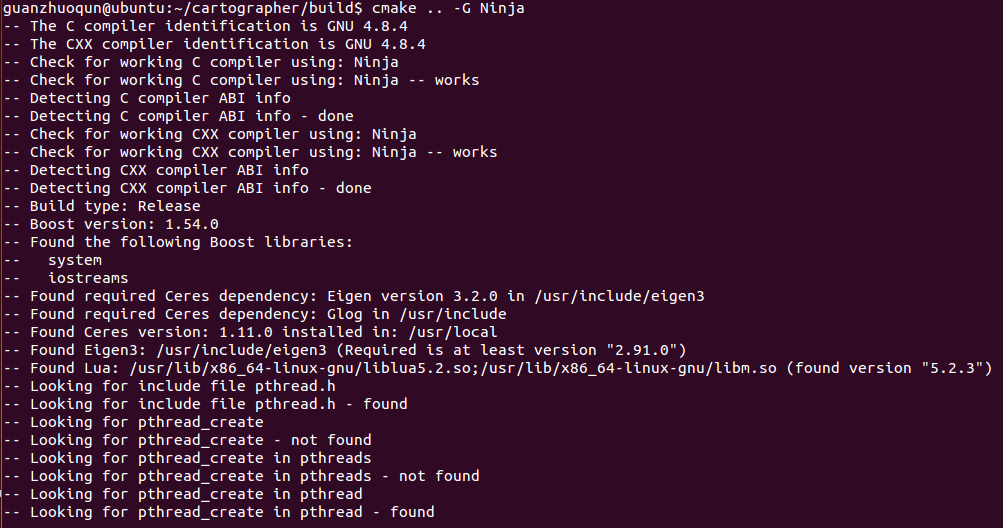 guanzhuoqun@ubuntu:~/cartographer/build$ cmake .. -G Ninja
-- The C compiler identification is GNU 4.8.4
-- The CXX compiler identification is GNU 4.8.4
-- Check for working C compiler using: Ninja
-- Check for working C compiler using: Ninja -- works
-- Detecting C compiler ABI info
-- Detecting C compiler ABI info - done
-- Check for working CXX compiler using: Ninja
-- Check for working CXX compiler using: Ninja -- works
-- Detecting CXX compiler ABI info
-- Detecting CXX compiler ABI info - done
-- Build type: Release
-- Boost version: 1.54.0
-- Found the following Boost libraries:
--   system
--   iostreams
-- Found required Ceres dependency: Eigen version 3.2.0 in /usr/include/eigen3
-- Found required Ceres dependency: Glog in /usr/include
-- Found Ceres version: 1.11.0 installed in: /usr/local
-- Found Eigen3: /usr/include/eigen3 (Required is at least version "2.91.0")
-- Found Lua: /usr/lib/x86_64-linux-gnu/liblua5.2.so;/usr/lib/x86_64-linux-gnu/libm.so (found version "5.2.3")
-- Looking for include file pthread.h
-- Looking for include file pthread.h - found
-- Looking for pthread_create
-- Looking for pthread_create - not found
-- Looking for pthread_create in pthreads
-- Looking for pthread_create in pthreads - not found
-- Looking for pthread_create in pthread
-- Looking for pthread_create in pthread - found